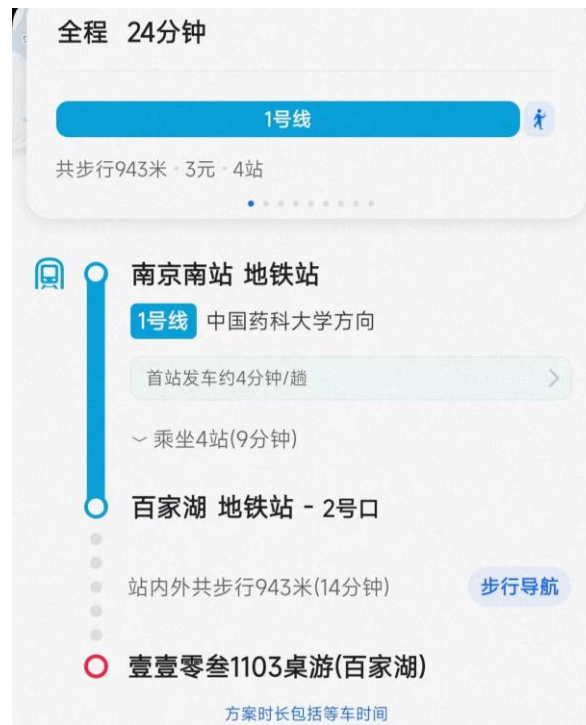 全程 24分钟
1号线
共步行943米·3元·4站
南京南站 地铁站
1号线 中国药科大学方向
首站发车约4分钟/趟
乘坐4站(9分钟)
百家湖 地铁站 - 2号口
站内外共步行943米(14分钟) 步行导航
壹壹零叁1103桌游(百家湖)
方案时长包括等车时间